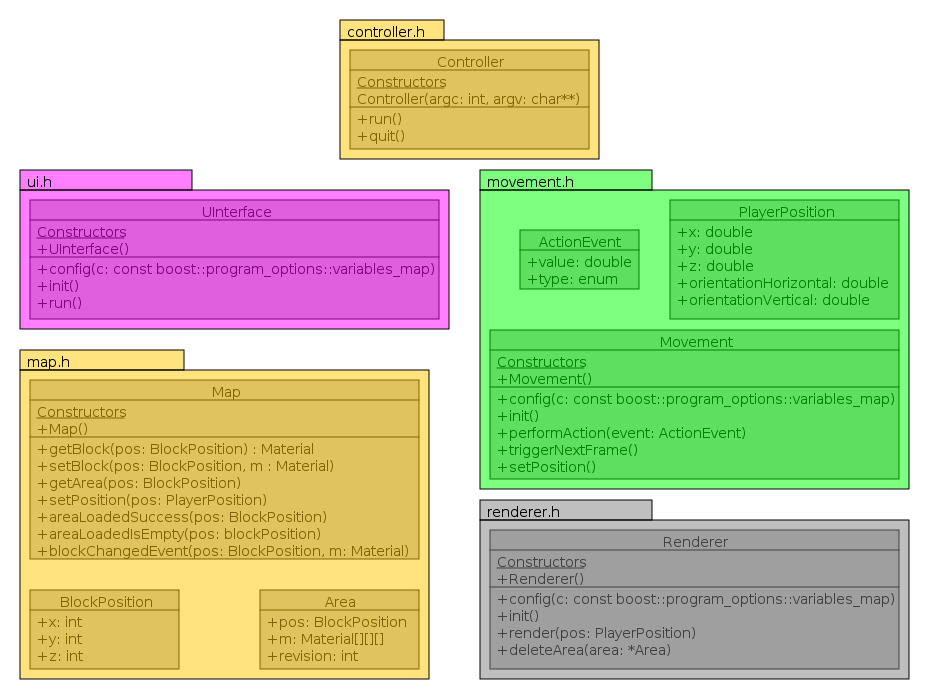 controller.h
Controller
Constructors
Controller(argc: int, argv: char**)
+run()
+quit()
ui.h
UInterface
Constructors
+UInterface()
+config(c: const boost::program_options::variables_map)
+init()
+run()
movement.h
ActionEvent
+value: double
+type: enum
PlayerPosition
+x: double
+y: double
+z: double
+orientationHorizontal: double
+orientationVertical: double
Movement
Constructors
+Movement()
+config(c: const boost::program_options::variables_map)
+init()
+performAction(event: ActionEvent)
+triggerNextFrame()
+setPosition()
map.h
Map
Constructors
+Map()
+getBlock(pos: BlockPosition) : Material
+setBlock(pos: BlockPosition, m : Material)
+getArea(pos: BlockPosition)
+setPosition(pos: PlayerPosition)
+areaLoadedSuccess(pos: BlockPosition)
+areaLoadedIsEmpty(pos: blockPosition)
+blockChangedEvent(pos: BlockPosition, m: Material)
BlockPosition
+x: int
+y: int
+z: int
Area
+pos: BlockPosition
+m: Material[][][]
+revision: int
renderer.h
Renderer
Constructors
+Renderer()
+config(c: const boost::program_options::variables_map)
+init()
+render(pos: PlayerPosition)
+deleteArea(area: *Area)